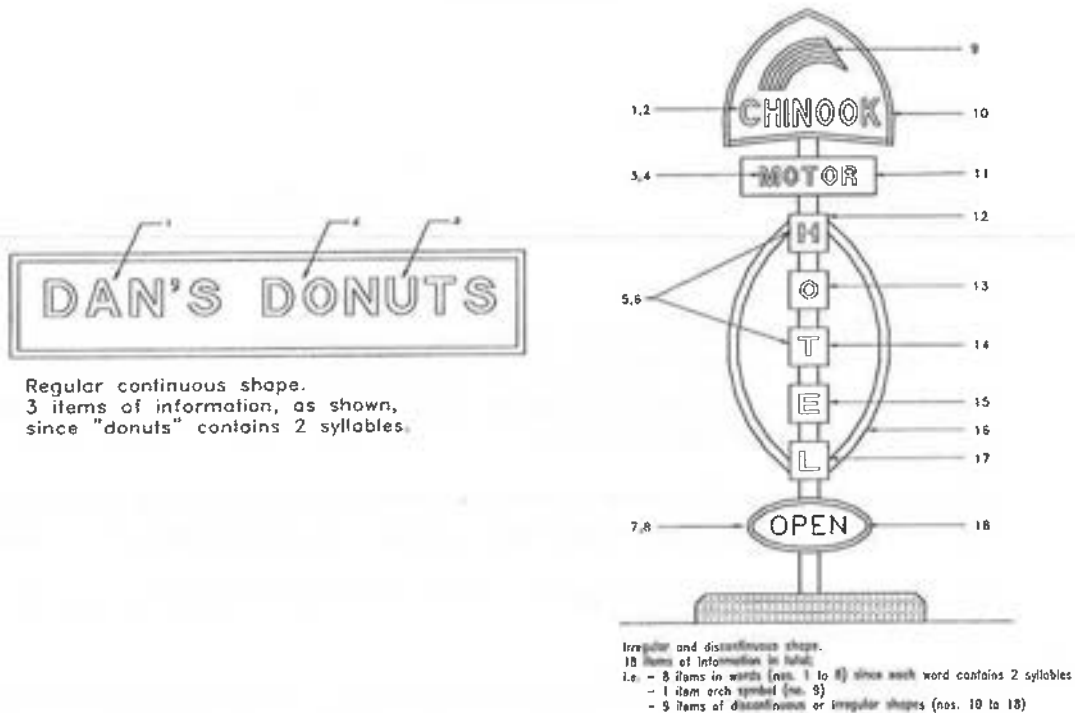 1
2
3
DAN'S DONUTS
Regular continuous shape.
3 items of information, as shown,
since "donuts" contains 2 syllables.
9
1,2
CHINOOK
10
3,4
MOTOR
11
12
H
5,6
O
13
T
14
E
15
16
L
17
7,8
OPEN
18
Irregular and discontinuous shape.
18 items of information in total;
i.e. - 8 items in words (nos. 1 to 8) since each word contains 2 syllables
- 1 item arch symbol (no. 9)
- 9 items of discontinuous or irregular shapes (nos. 10 to 18)